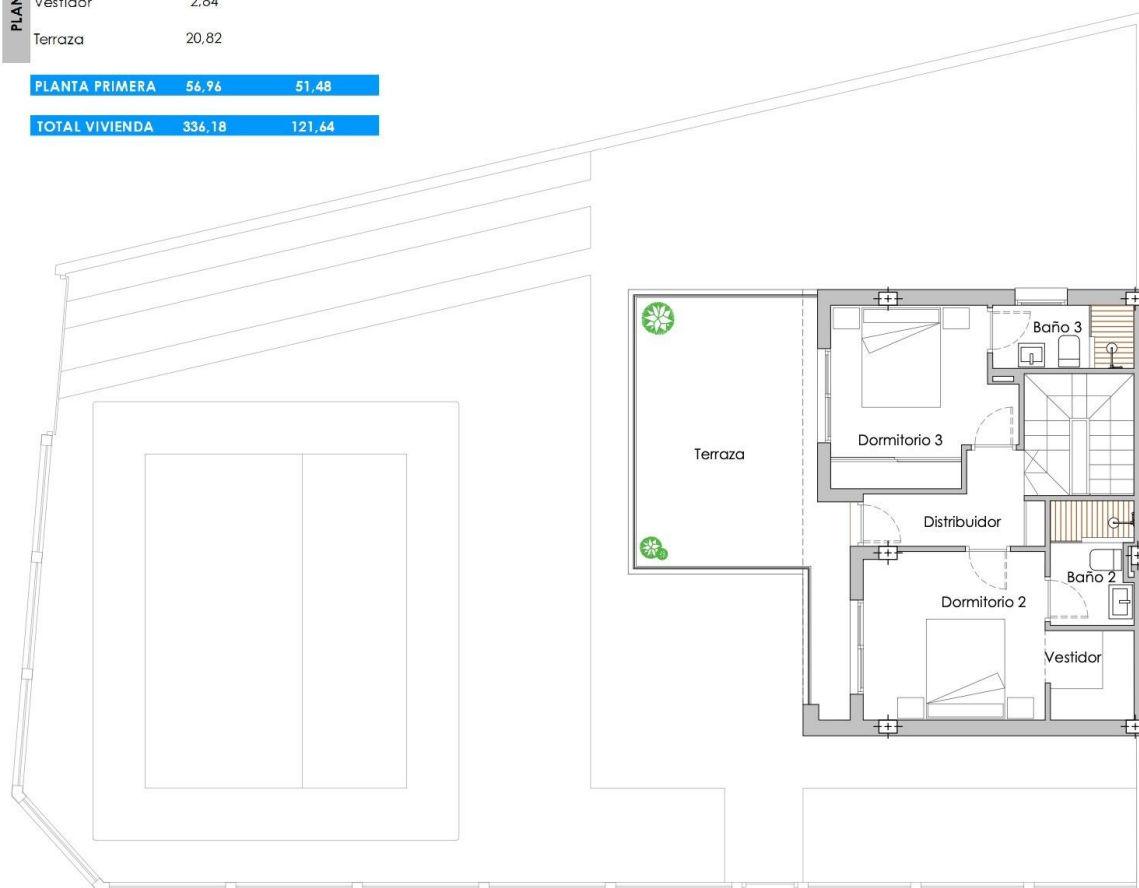 PLAN
Vestidor 2,84
Terraza 20,82
PLANTA PRIMERA 56,96 51,48
TOTAL VIVIENDA 336,18 121,64
Baño 3
Dormitorio 3
Terraza
Distribuidor
Baño 2
Dormitorio 2
Vestidor